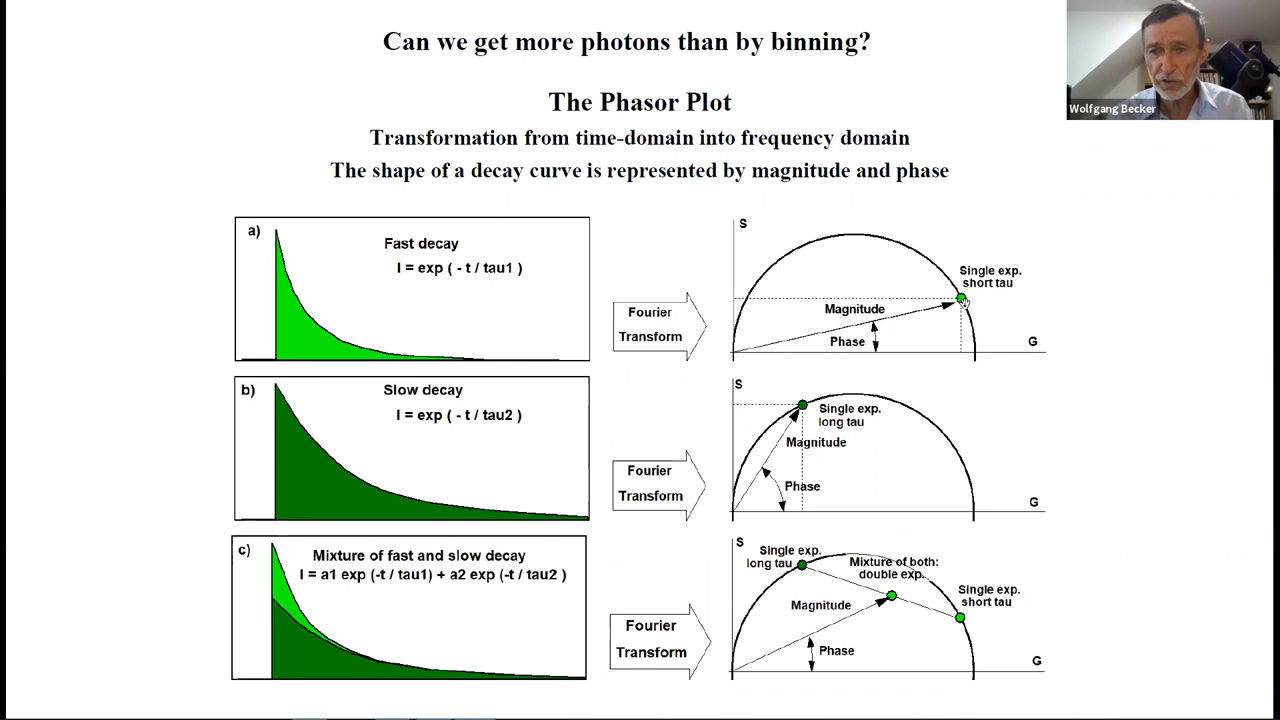 Can we get more photons than by binning?
Wolfgang Becker
The Phasor Plot
Transformation from time-domain into frequency domain
The shape of a decay curve is represented by magnitude and phase
a)
Fast decay
I = exp ( - t / tau1 )
Fourier
Transform
S
Single exp.
short tau
Magnitude
Phase
G
b)
Slow decay
I = exp ( - t / tau2 )
Fourier
Transform
S
Single exp.
long tau
Magnitude
Phase
G
c)
Mixture of fast and slow decay
I = a1 exp (-t / tau1) + a2 exp (-t / tau2 )
Fourier
Transform
S
Single exp.
long tau
Mixture of both:
double exp.
Single exp.
short tau
Magnitude
Phase
G